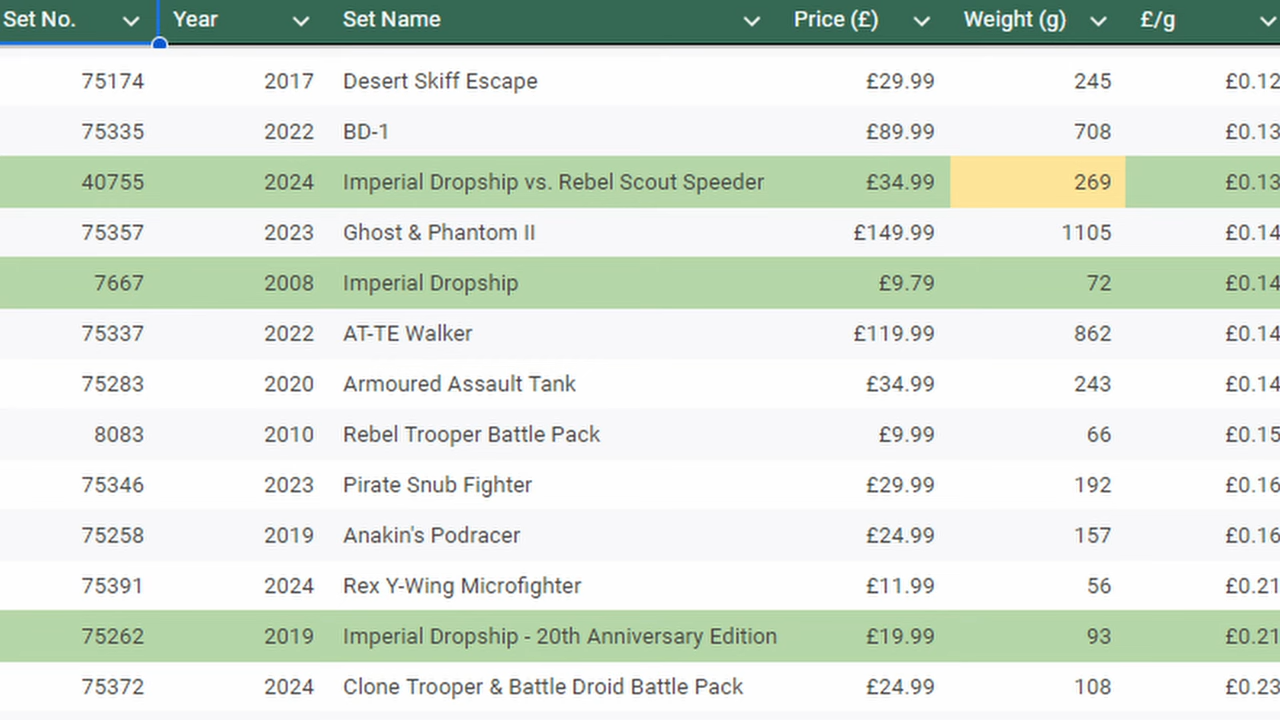 Set No. Year Set Name Price (£) Weight (g) £/g
75174 2017 Desert Skiff Escape £29.99 245 £0.12
75335 2022 BD-1 £89.99 708 £0.13
40755 2024 Imperial Dropship vs. Rebel Scout Speeder £34.99 269 £0.13
75357 2023 Ghost & Phantom II £149.99 1105 £0.14
7667 2008 Imperial Dropship £9.79 72 £0.14
75337 2022 AT-TE Walker £119.99 862 £0.14
75283 2020 Armoured Assault Tank £34.99 243 £0.14
8083 2010 Rebel Trooper Battle Pack £9.99 66 £0.15
75346 2023 Pirate Snub Fighter £29.99 192 £0.16
75258 2019 Anakin's Podracer £24.99 157 £0.16
75391 2024 Rex Y-Wing Microfighter £11.99 56 £0.21
75262 2019 Imperial Dropship - 20th Anniversary Edition £19.99 93 £0.21
75372 2024 Clone Trooper & Battle Droid Battle Pack £24.99 108 £0.23